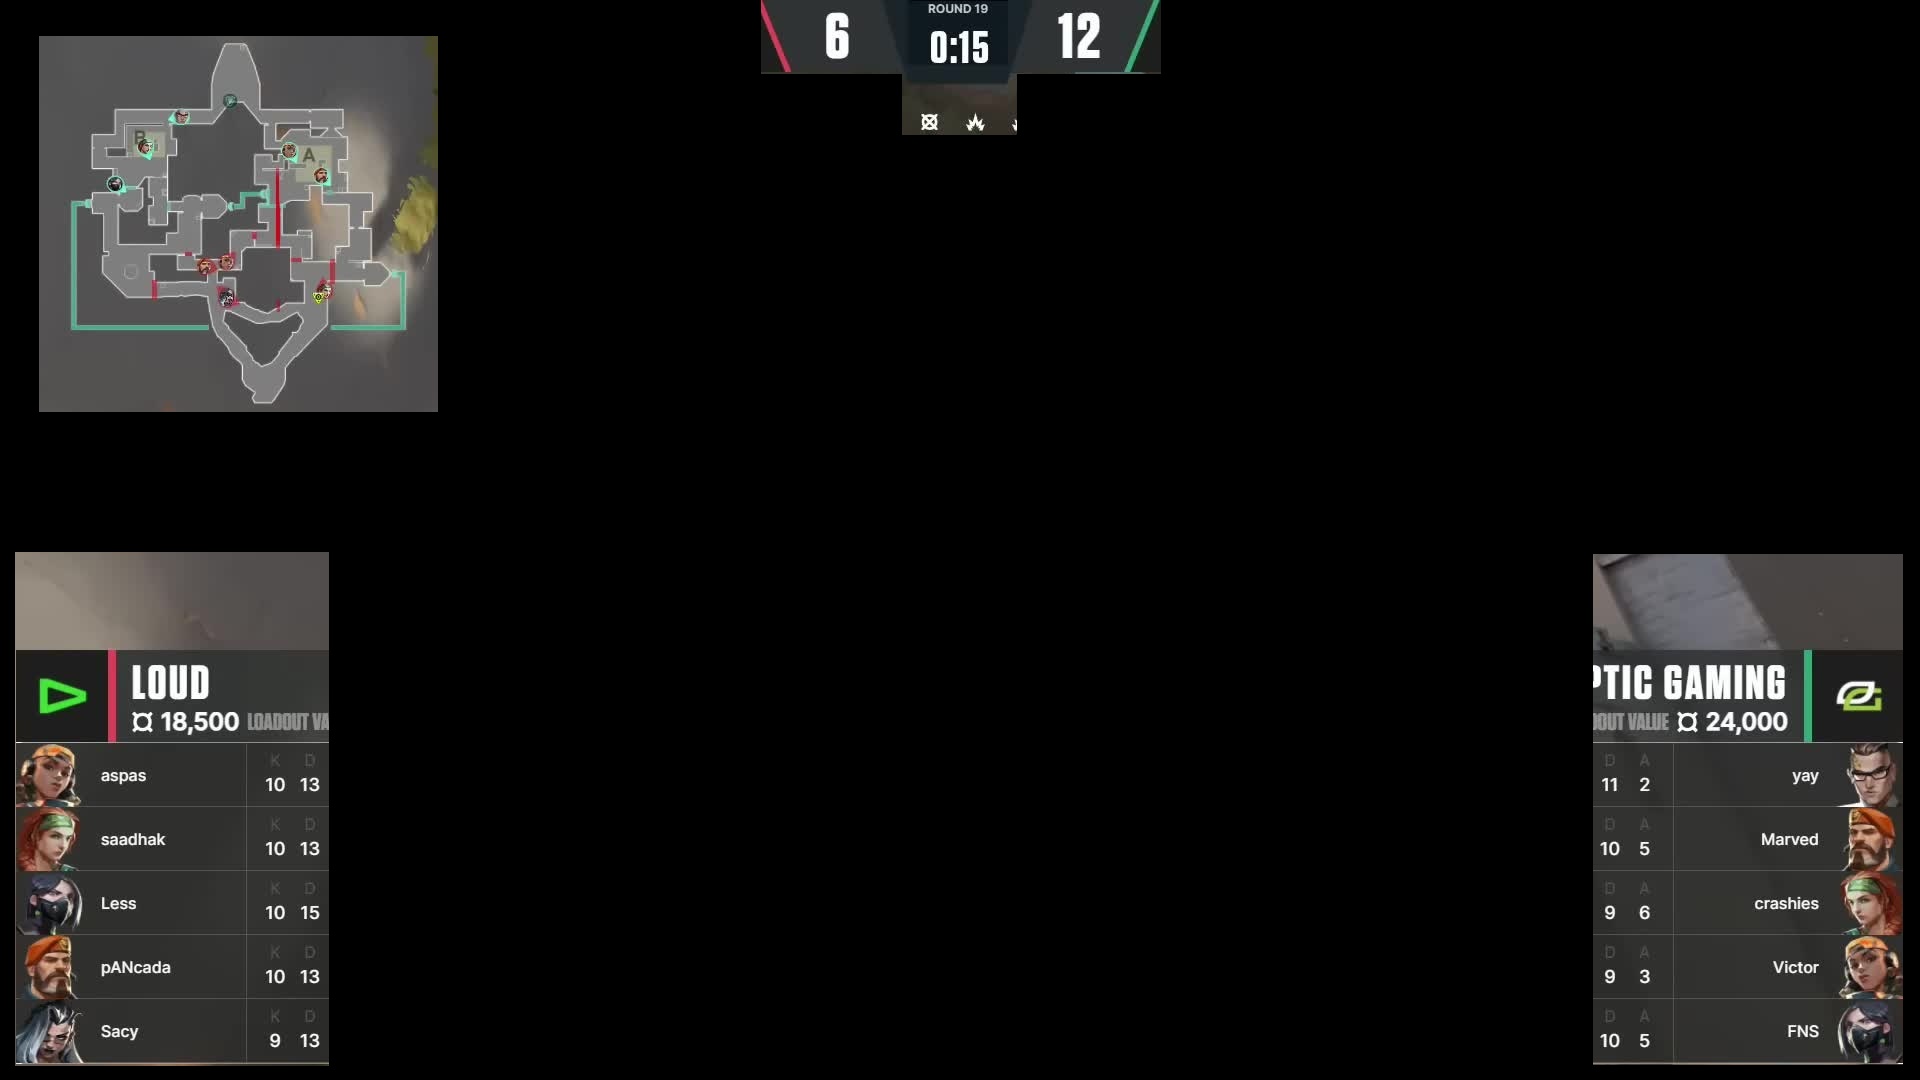 ROUND 19
6
0:15
12
B
A
LOUD
18,500 LOADOUT VA
K D
aspas 10 13
K D
saadhak 10 13
K D
Less 10 15
K D
pANcada 10 13
K D
Sacy 9 13
PTIC GAMING
OUT VALUE 24,000
D A
11 2 yay
D A
10 5 Marved
D A
9 6 crashies
D A
9 3 Victor
D A
10 5 FNS